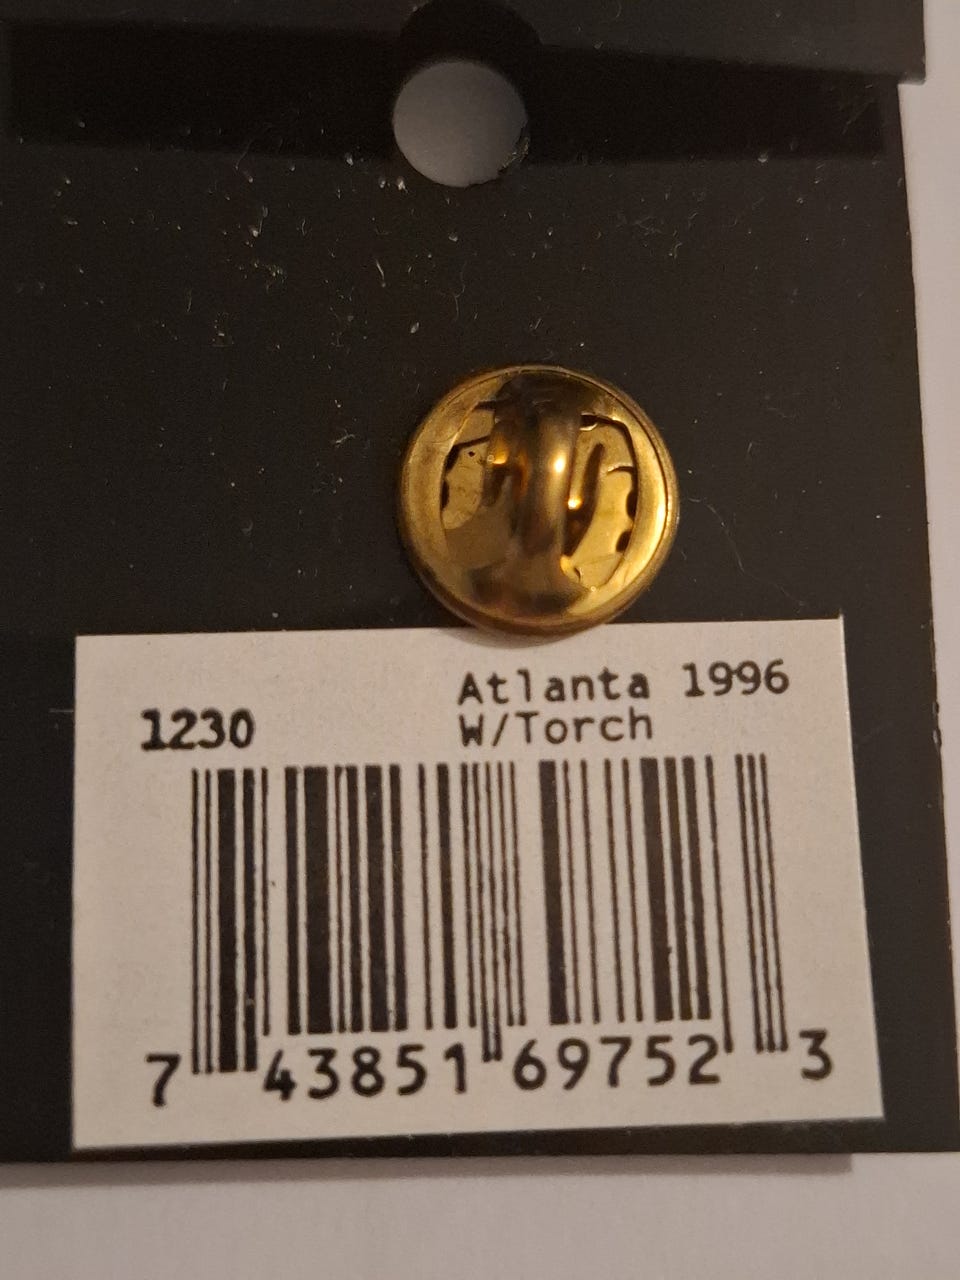 Atlanta 1996
1230 W/Torch
7 43851 69752 3